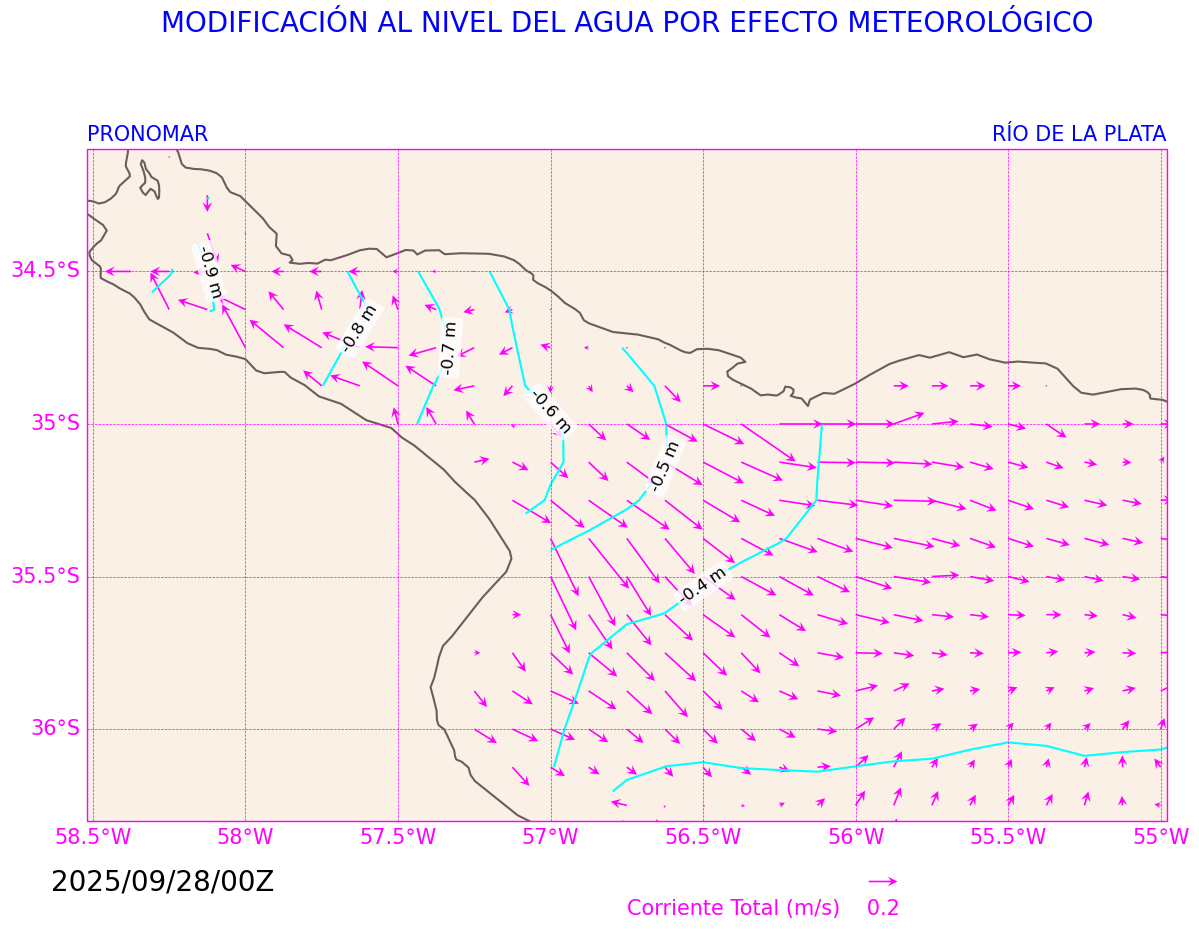 MODIFICACIÓN AL NIVEL DEL AGUA POR EFECTO METEOROLÓGICO
PRONOMAR
RÍO DE LA PLATA
34.5°S
35°S
35.5°S
36°S
-0.9 m
-0.8 m
-0.7 m
-0.6 m
-0.5 m
-0.4 m
58.5°W
58°W
57.5°W
57°W
56.5°W
56°W
55.5°W
55°W
2025/09/28/00Z
Corriente Total (m/s)
0.2